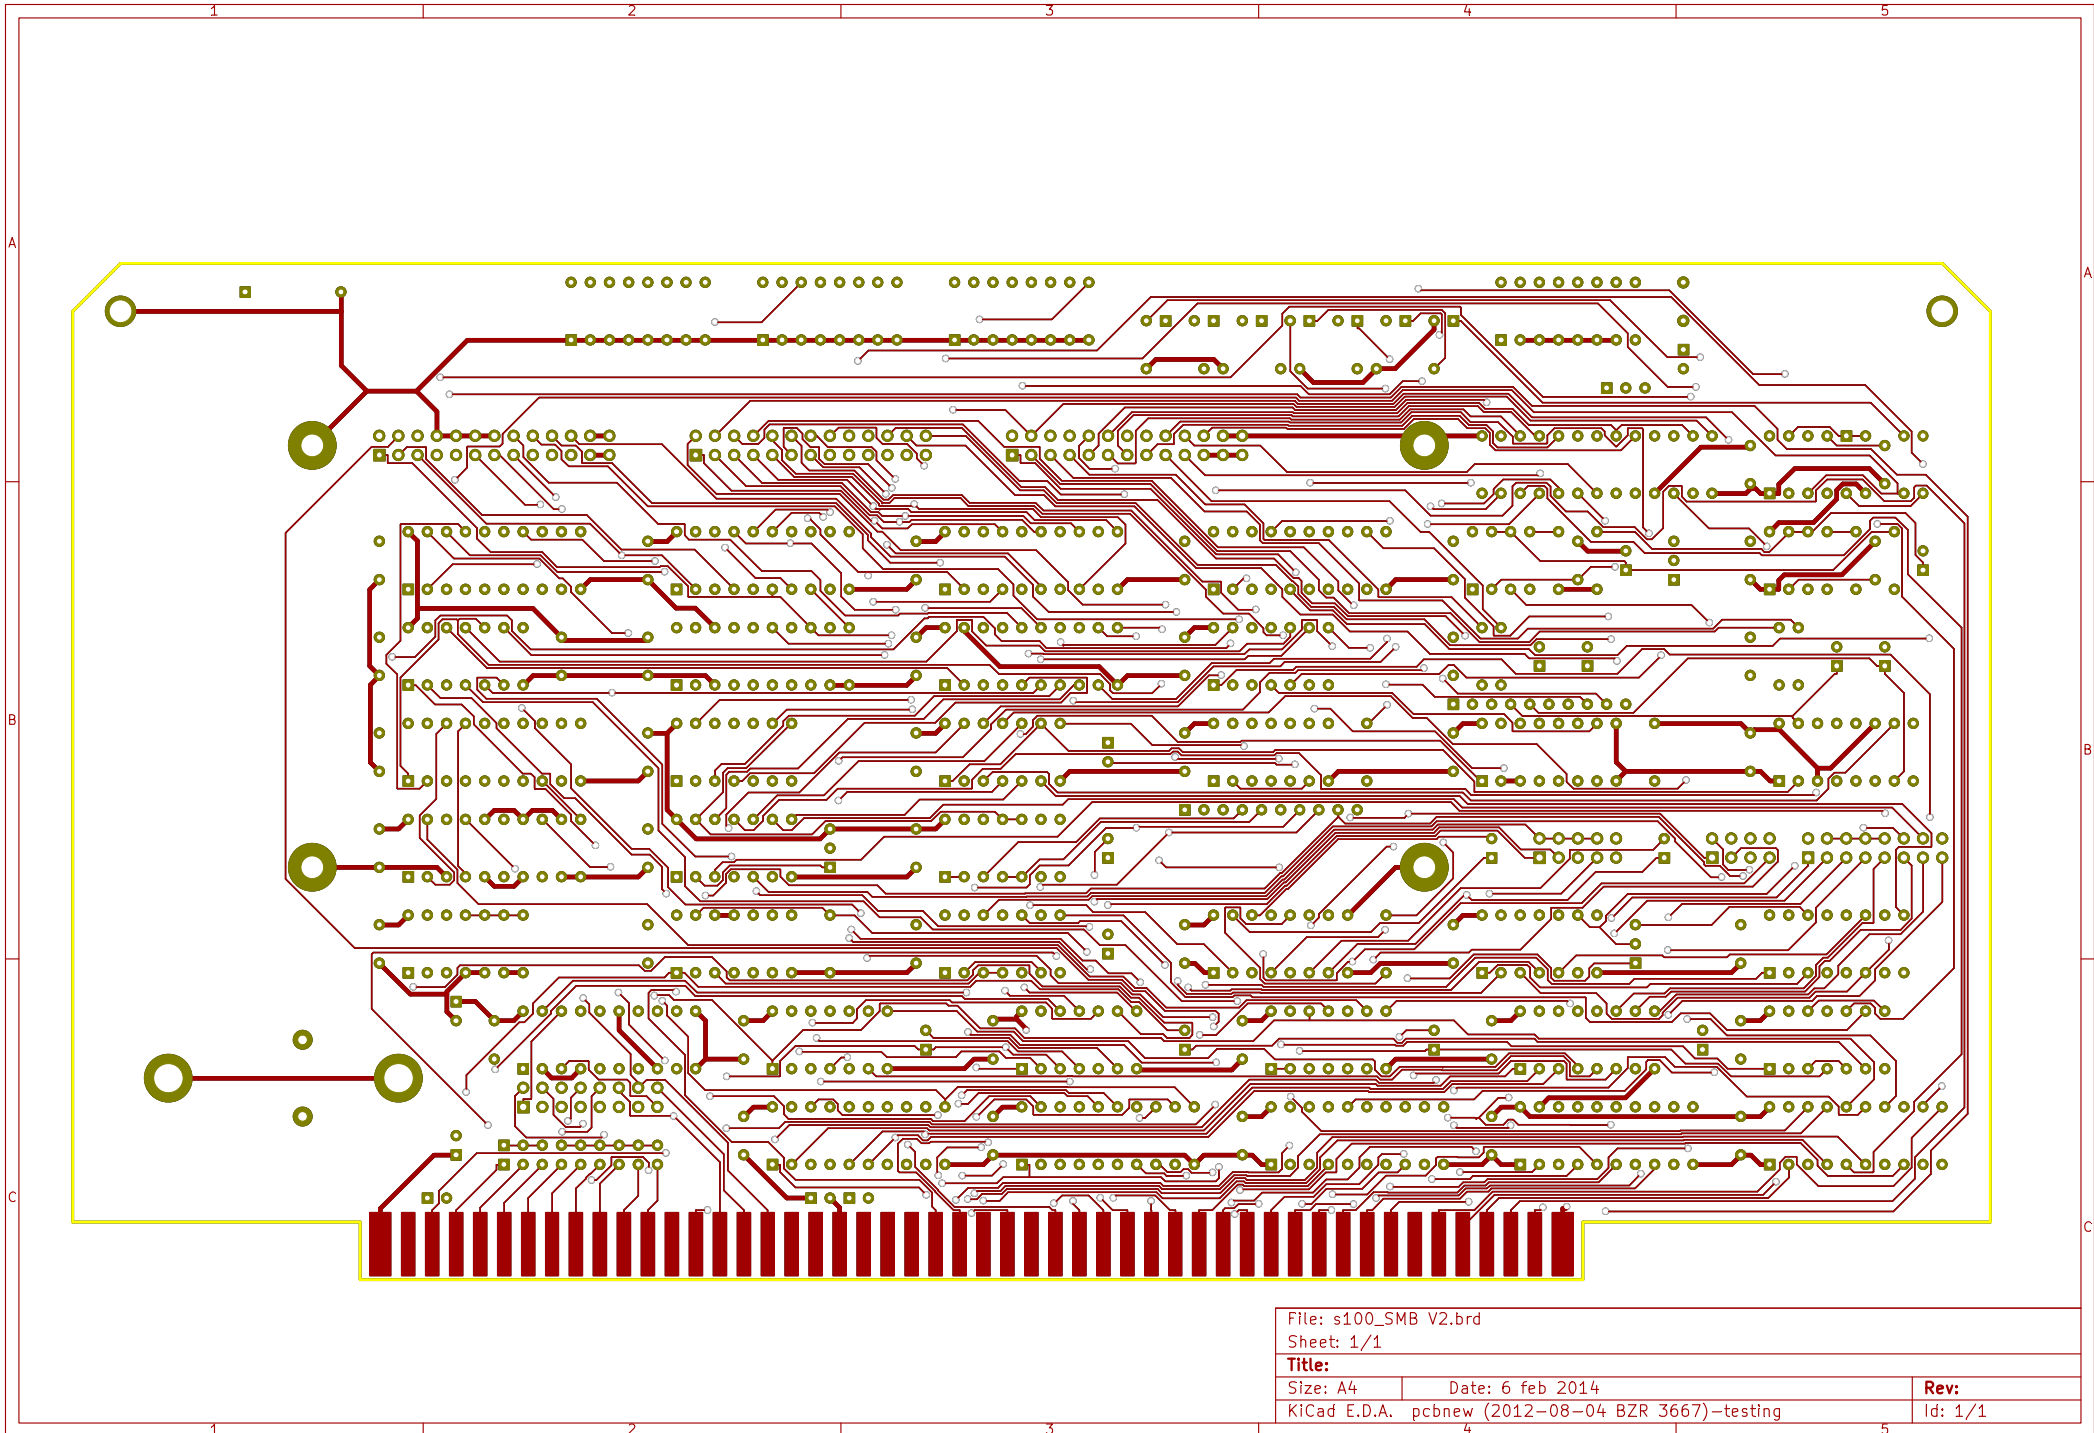 1 2 3 4 5
A A
B B
C C
File: s100_SMB V2.brd
Sheet: 1/1
Title:
Size: A4 Date: 6 feb 2014 Rev:
KiCad E.D.A. pcbnew (2012-08-04 BZR 3667)-testing Id: 1/1
1 2 3 4 5